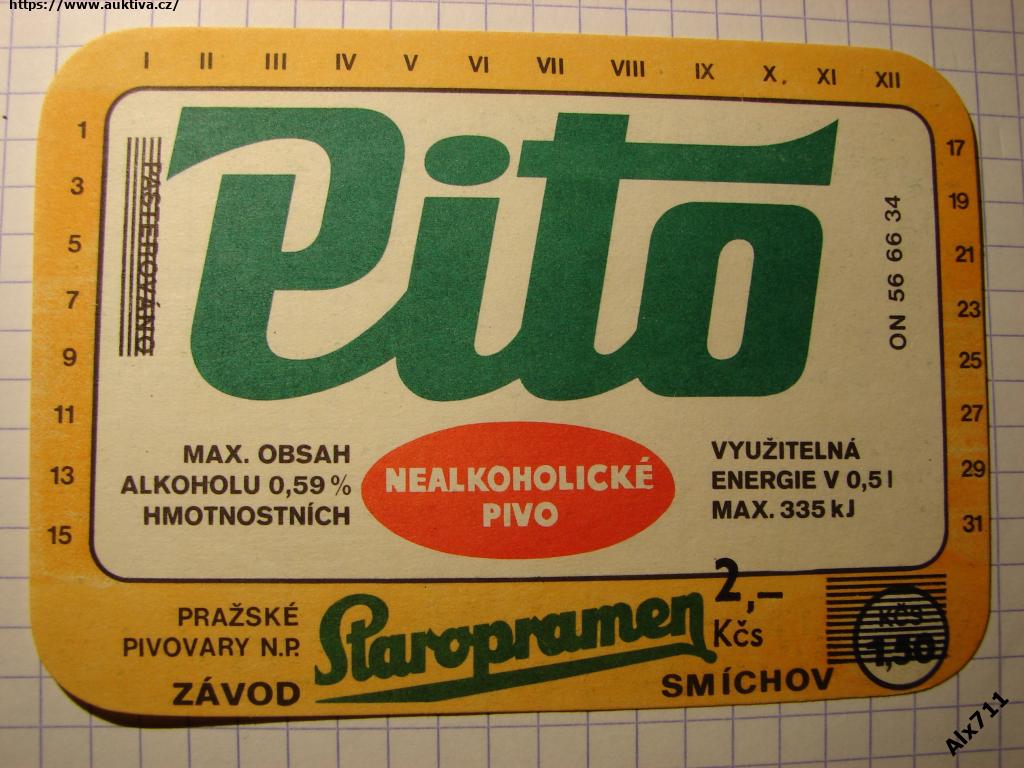 https://www.auktiva.cz/
I II III IV V VI VII VIII IX X. XI XII
1
3
5
7
9
11
13
15
PASTEROVÁNO
Pito
ON 56 66 34
17
19
21
23
25
27
29
31
MAX. OBSAH
ALKOHOLU 0,59 %
HMOTNOSTNÍCH
NEALKOHOLICKÉ
PIVO
VYUŽITELNÁ
ENERGIE V 0,5 l
MAX. 335 kJ
PRAŽSKÉ
PIVOVARY N.P.
ZÁVOD
Staropramen
SMÍCHOV
2,–
Kčs
KČS
1,50
Alx711